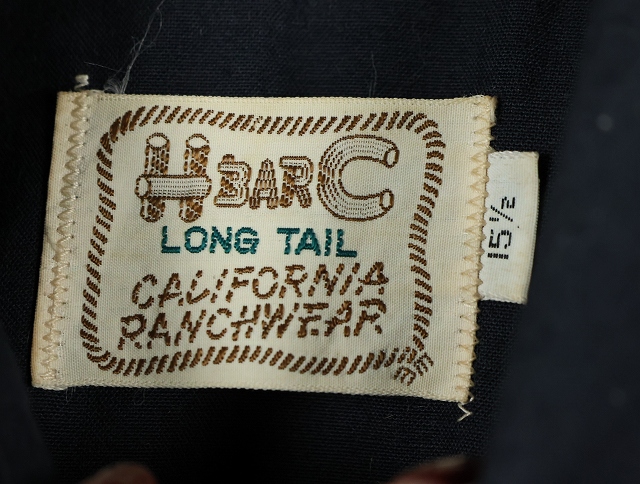 H BAR C
LONG TAIL
CALIFORNIA
RANCHWEAR
15½